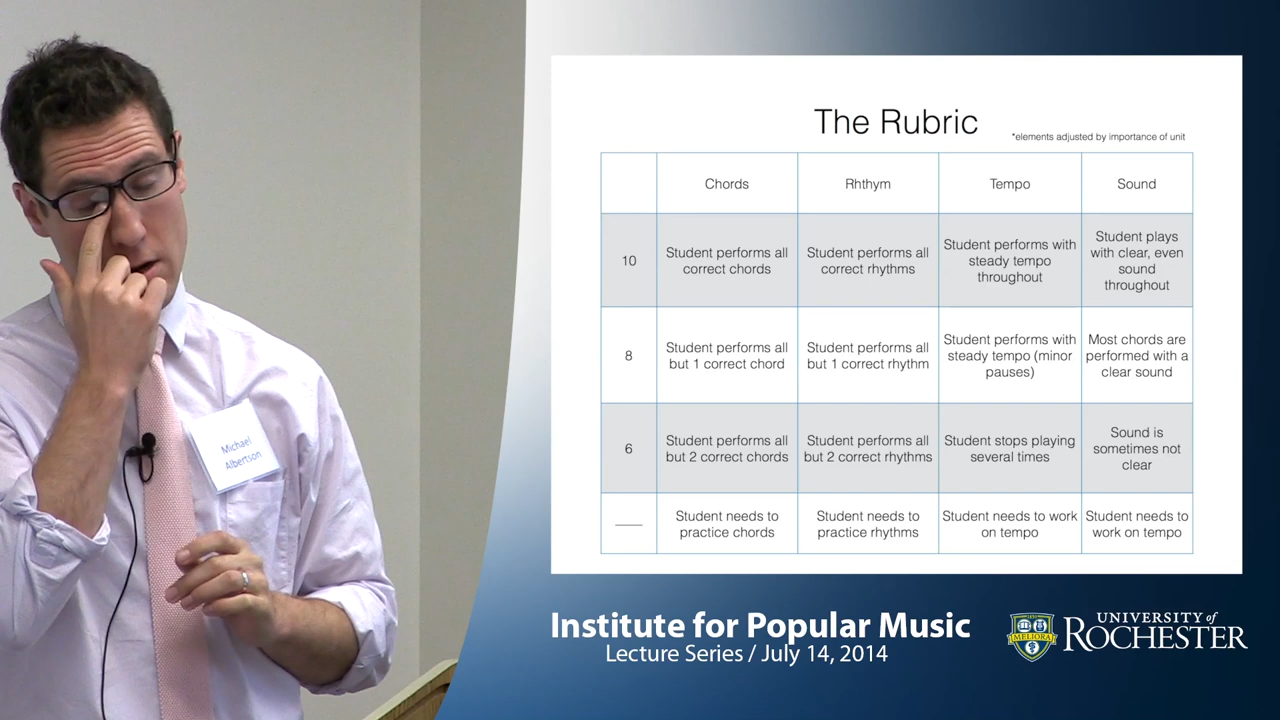 The Rubric
*elements adjusted by importance of unit
Chords
Rhthym
Tempo
Sound
10
Student performs all
correct chords
Student performs all
correct rhythms
Student performs with
steady tempo
throughout
Student plays
with clear, even
sound
throughout
8
Student performs all
but 1 correct chord
Student performs all
but 1 correct rhythm
Student performs with
steady tempo (minor
pauses)
Most chords are
performed with a
clear sound
6
Student performs all
but 2 correct chords
Student performs all
but 2 correct rhythms
Student stops playing
several times
Sound is
sometimes not
clear
Student needs to
practice chords
Student needs to
practice rhythms
Student needs to work
on tempo
Student needs to
work on tempo
Michael
Albertson
Institute for Popular Music
Lecture Series / July 14, 2014
MELIORA
UNIVERSITY of
ROCHESTER